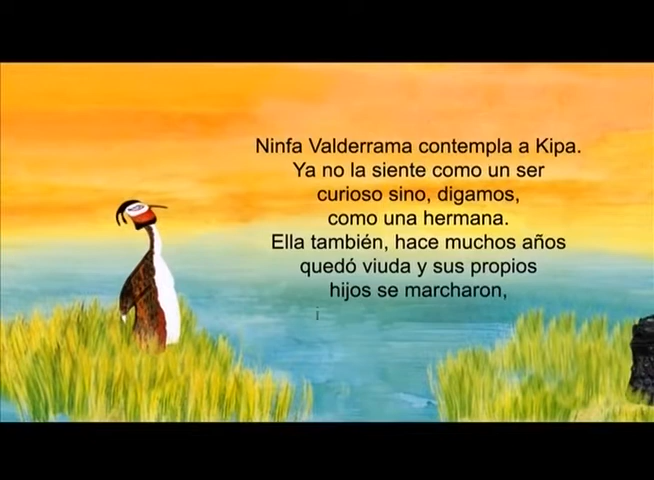 Ninfa Valderrama contempla a Kipa.
Ya no la siente como un ser
curioso sino, digamos,
como una hermana.
Ella también, hace muchos años
quedó viuda y sus propios
hijos se marcharon,
i